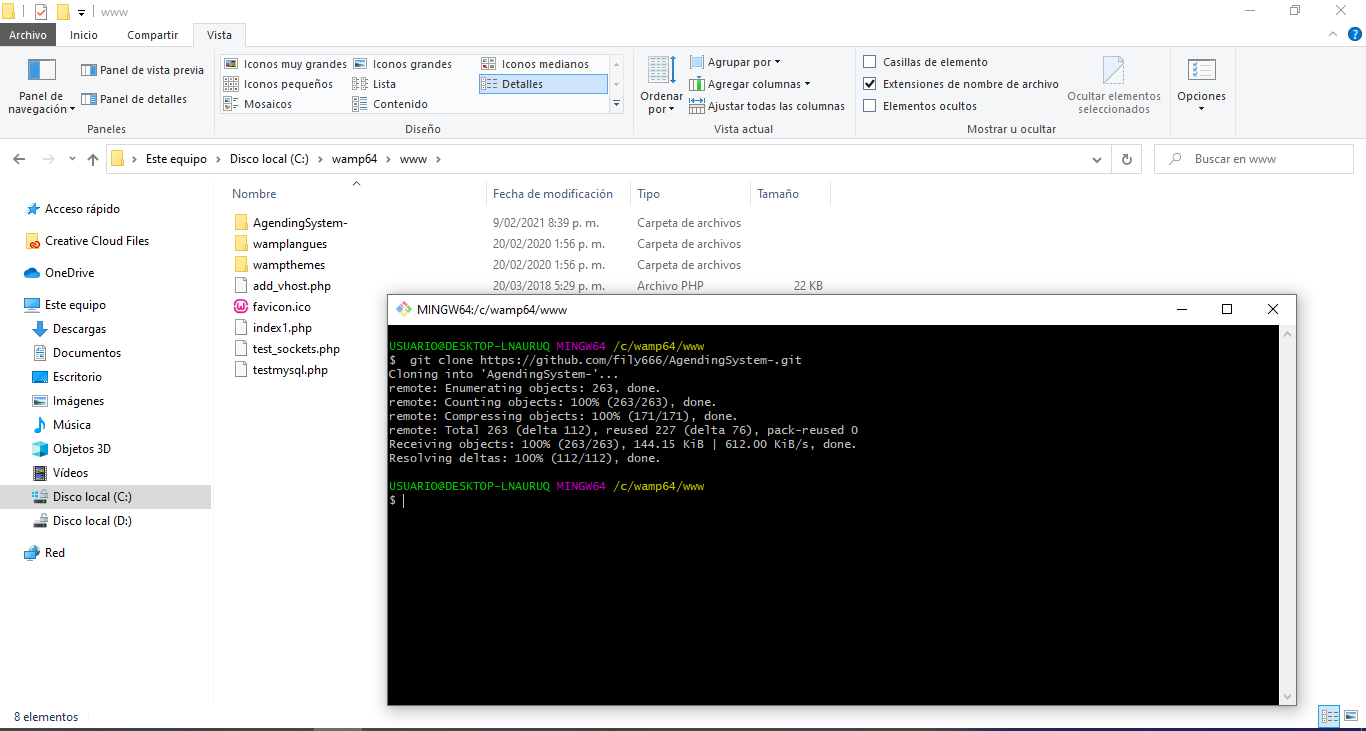 www
Archivo Inicio Compartir Vista
Panel de navegación
Panel de vista previa
Panel de detalles
Paneles
Iconos muy grandes Iconos grandes Iconos medianos
Iconos pequeños Lista Detalles
Mosaicos Contenido
Diseño
Ordenar por
Agrupar por
Agregar columnas
Ajustar todas las columnas
Vista actual
Casillas de elemento
Extensiones de nombre de archivo
Elementos ocultos
Ocultar elementos seleccionados
Mostrar u ocultar
Opciones
Este equipo > Disco local (C:) > wamp64 > www >
Buscar en www
Acceso rápido
Creative Cloud Files
OneDrive
Este equipo
Descargas
Documentos
Escritorio
Imágenes
Música
Objetos 3D
Vídeos
Disco local (C:)
Disco local (D:)
Red
Nombre Fecha de modificación Tipo Tamaño
AgendingSystem- 9/02/2021 8:39 p. m. Carpeta de archivos
wamplangues 20/02/2020 1:56 p. m. Carpeta de archivos
wampthemes 20/02/2020 1:56 p. m. Carpeta de archivos
add_vhost.php 20/03/2018 5:29 p. m. Archivo PHP 22 KB
favicon.ico
index1.php
test_sockets.php
testmysql.php
MINGW64:/c/wamp64/www
USUARIO@DESKTOP-LNAURUQ MINGW64 /c/wamp64/www
$  git clone https://github.com/fily666/AgendingSystem-.git
Cloning into 'AgendingSystem-'...
remote: Enumerating objects: 263, done.
remote: Counting objects: 100% (263/263), done.
remote: Compressing objects: 100% (171/171), done.
remote: Total 263 (delta 112), reused 227 (delta 76), pack-reused 0
Receiving objects: 100% (263/263), 144.15 KiB | 612.00 KiB/s, done.
Resolving deltas: 100% (112/112), done.
USUARIO@DESKTOP-LNAURUQ MINGW64 /c/wamp64/www
$
8 elementos